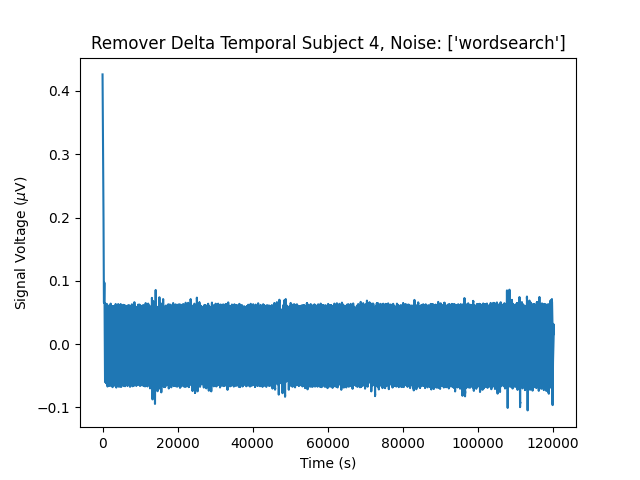 Remover Delta Temporal Subject 4, Noise: ['wordsearch']
Signal Voltage (μV)
0.4
0.3
0.2
0.1
0.0
−0.1
0 20000 40000 60000 80000 100000 120000
Time (s)